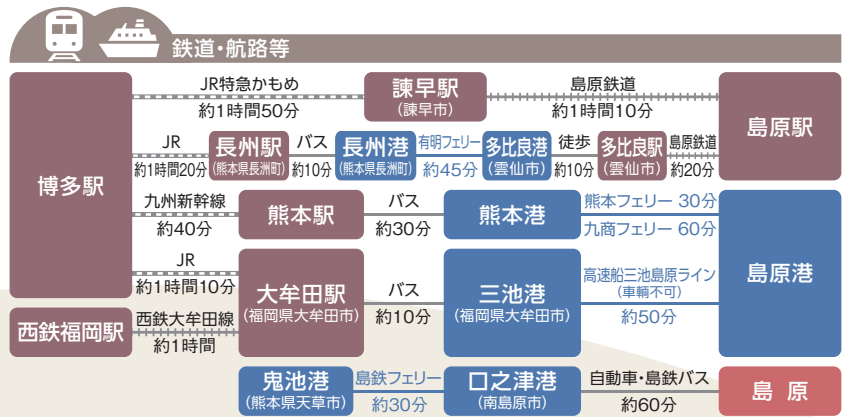 鉄道・航路等
博多駅
JR特急かもめ
約1時間50分
諫早駅
(諫早市)
島原鉄道
約1時間10分
島原駅
JR
約1時間20分
長州駅
(熊本県長洲町)
バス
約10分
長州港
(熊本県長洲町)
有明フェリー
約45分
多比良港
(雲仙市)
徒歩
約10分
多比良駅
(雲仙市)
島原鉄道
約20分
九州新幹線
約40分
熊本駅
バス
約30分
熊本港
熊本フェリー 30分
九商フェリー 60分
島原港
JR
約1時間10分
大牟田駅
(福岡県大牟田市)
バス
約10分
三池港
(福岡県大牟田市)
高速船三池島原ライン
(車輌不可)
約50分
西鉄福岡駅
西鉄大牟田線
約1時間
鬼池港
(熊本県天草市)
島鉄フェリー
約30分
口之津港
(南島原市)
自動車・島鉄バス
約60分
島 原